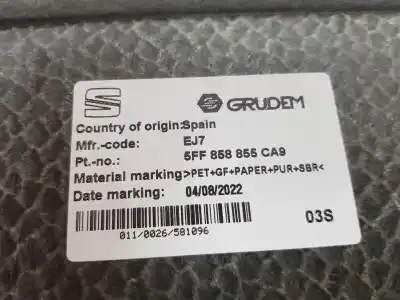 GRUDEM
Country of origin:Spain
Mfr.-code: EJ7
Pt.-no.: 5FF 858 855 CA9
Material marking >PET+GF+PAPER+PUR+SBR<
Date marking: 04/08/2022
011/0026/581096
03S